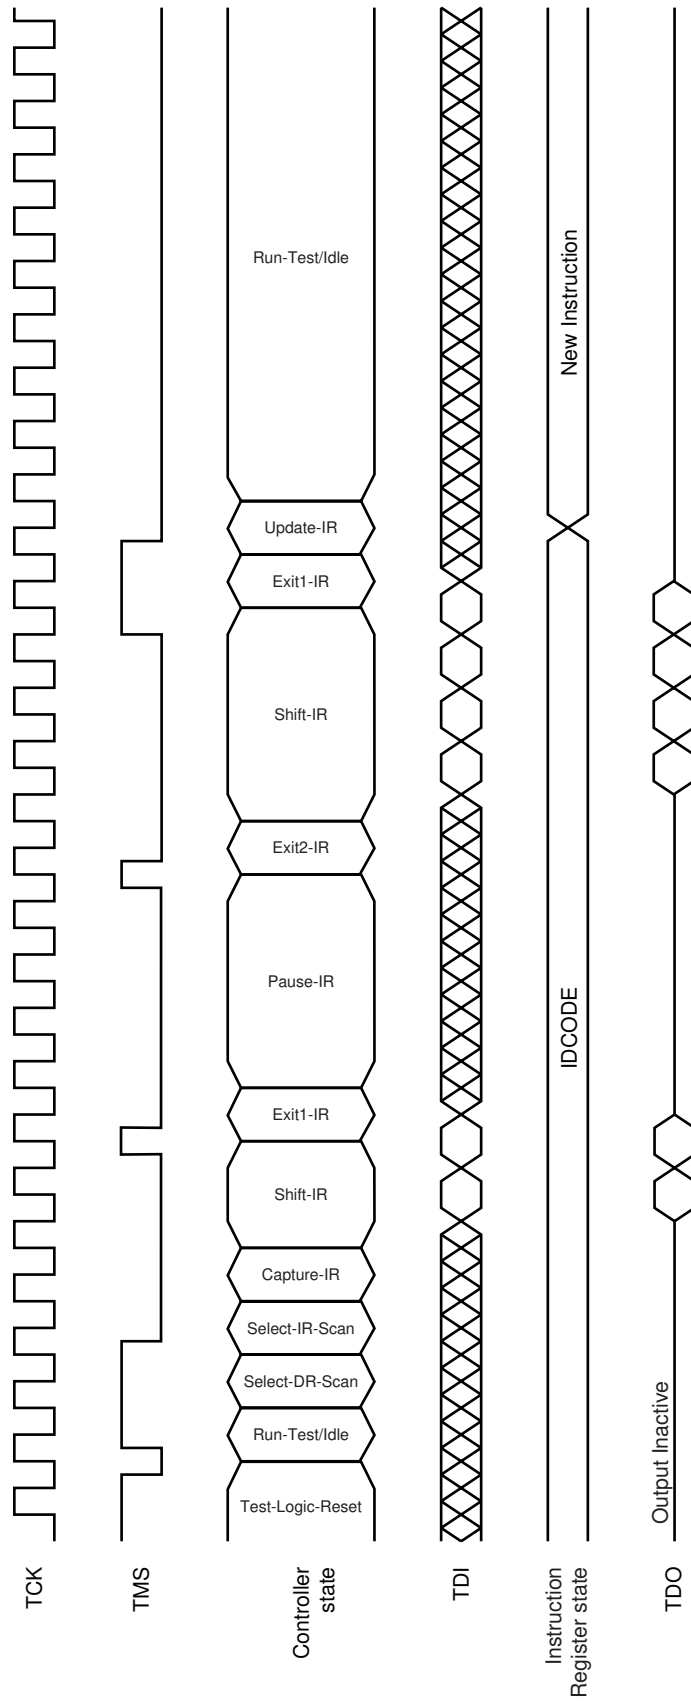 TCK
TMS
Controller
state
Test-Logic-Reset
Run-Test/Idle
Select-DR-Scan
Select-IR-Scan
Capture-IR
Shift-IR
Exit1-IR
Pause-IR
Exit2-IR
Shift-IR
Exit1-IR
Update-IR
Run-Test/Idle
TDI
Instruction
Register state
IDCODE
New Instruction
TDO
Output Inactive